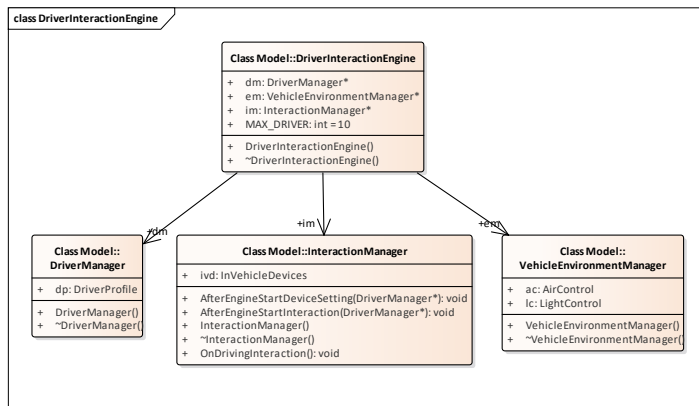 class DriverInteractionEngine
Class Model::DriverInteractionEngine
+ dm: DriverManager*
+ em: VehicleEnvironmentManager*
+ im: InteractionManager*
+ MAX_DRIVER: int = 10
+ DriverInteractionEngine()
+ ~DriverInteractionEngine()
+dm
+im
+em
Class Model::
DriverManager
+ dp: DriverProfile
+ DriverManager()
+ ~DriverManager()
Class Model::InteractionManager
+ ivd: InVehicleDevices
+ AfterEngineStartDeviceSetting(DriverManager*): void
+ AfterEngineStartInteraction(DriverManager*): void
+ InteractionManager()
+ ~InteractionManager()
+ OnDrivingInteraction(): void
Class Model::
VehicleEnvironmentManager
+ ac: AirControl
+ lc: LightControl
+ VehicleEnvironmentManager()
+ ~VehicleEnvironmentManager()